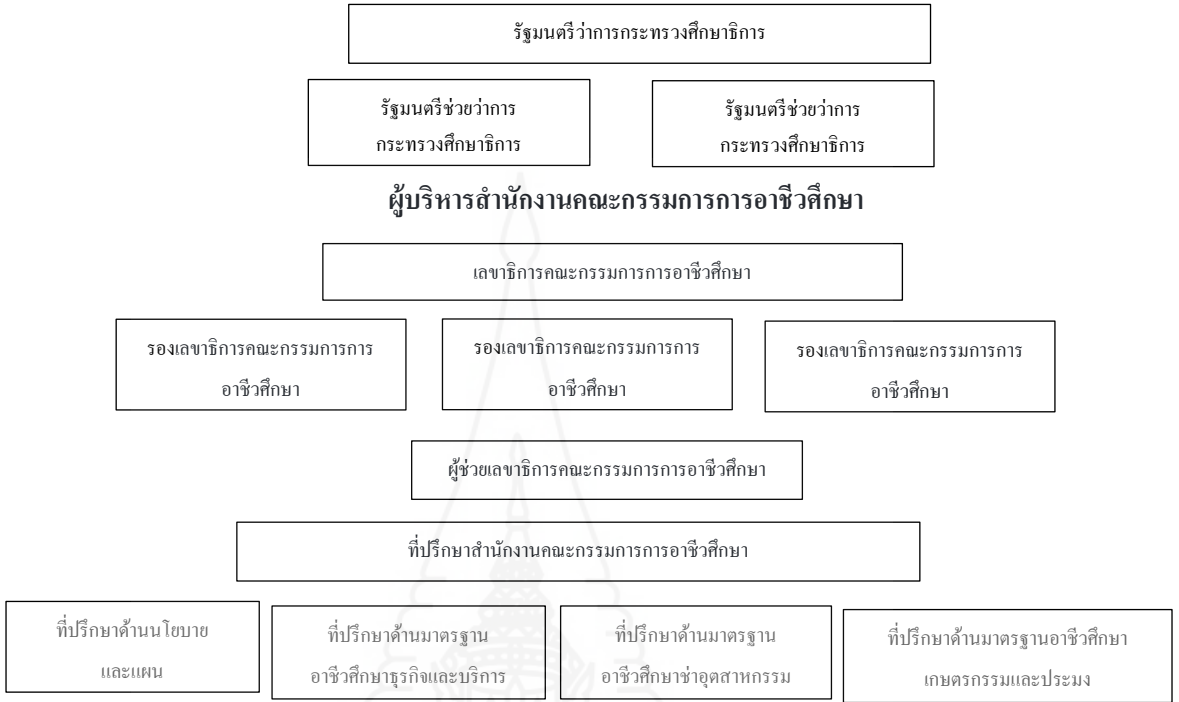 รัฐมนตรีว่าการกระทรวงศึกษาธิการ
รัฐมนตรีช่วยว่าการ
กระทรวงศึกษาธิการ
รัฐมนตรีช่วยว่าการ
กระทรวงศึกษาธิการ
ผู้บริหารสำนักงานคณะกรรมการการอาชีวศึกษา
เลขาธิการคณะกรรมการการอาชีวศึกษา
รองเลขาธิการคณะกรรมการการ
อาชีวศึกษา
รองเลขาธิการคณะกรรมการการ
อาชีวศึกษา
รองเลขาธิการคณะกรรมการการ
อาชีวศึกษา
ผู้ช่วยเลขาธิการคณะกรรมการการอาชีวศึกษา
ที่ปรึกษาสำนักงานคณะกรรมการการอาชีวศึกษา
ที่ปรึกษาด้านนโยบาย
และแผน
ที่ปรึกษาด้านมาตรฐาน
อาชีวศึกษาธุรกิจและบริการ
ที่ปรึกษาด้านมาตรฐาน
อาชีวศึกษาช่าอุตสาหกรรม
ที่ปรึกษาด้านมาตรฐานอาชีวศึกษา
เกษตรกรรมและประมง